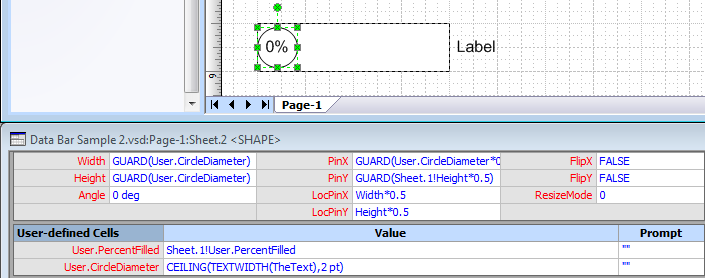 0% Label
9
Page-1
Data Bar Sample 2.vsd:Page-1:Sheet.2 <SHAPE>
Width GUARD(User.CircleDiameter) PinX GUARD(User.CircleDiameter*0 FlipX FALSE
Height GUARD(User.CircleDiameter) PinY GUARD(Sheet.1!Height*0.5) FlipY FALSE
Angle 0 deg LocPinX Width*0.5 ResizeMode 0
LocPinY Height*0.5
User-defined Cells Value Prompt
User.PercentFilled Sheet.1!User.PercentFilled ""
User.CircleDiameter CEILING(TEXTWIDTH(TheText),2 pt) ""